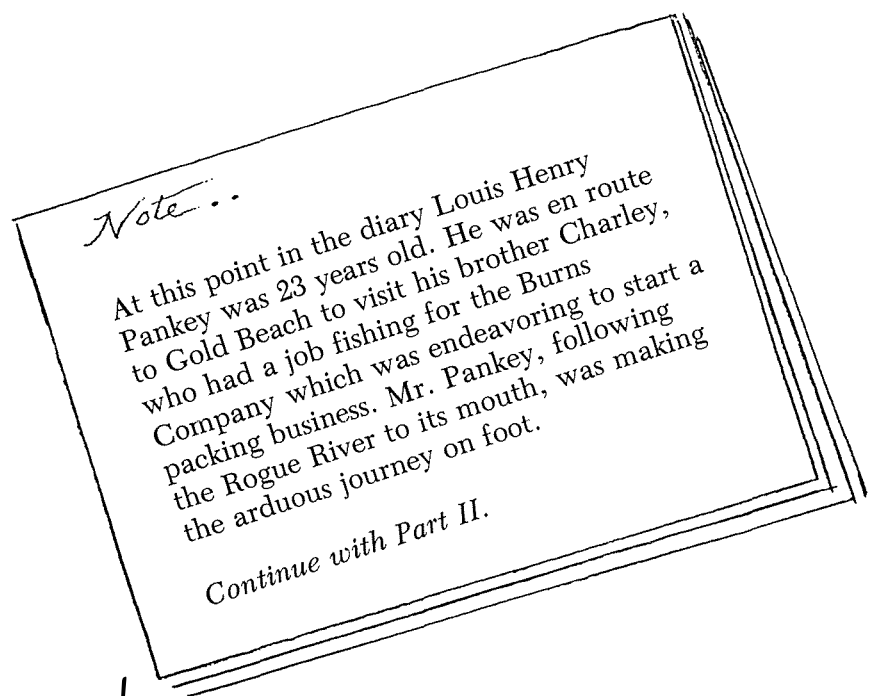 Note..
At this point in the diary Louis Henry
Pankey was 23 years old. He was en route
to Gold Beach to visit his brother Charley,
who had a job fishing for the Burns
Company which was endeavoring to start a
packing business. Mr. Pankey, following
the Rogue River to its mouth, was making
the arduous journey on foot.
Continue with Part II.